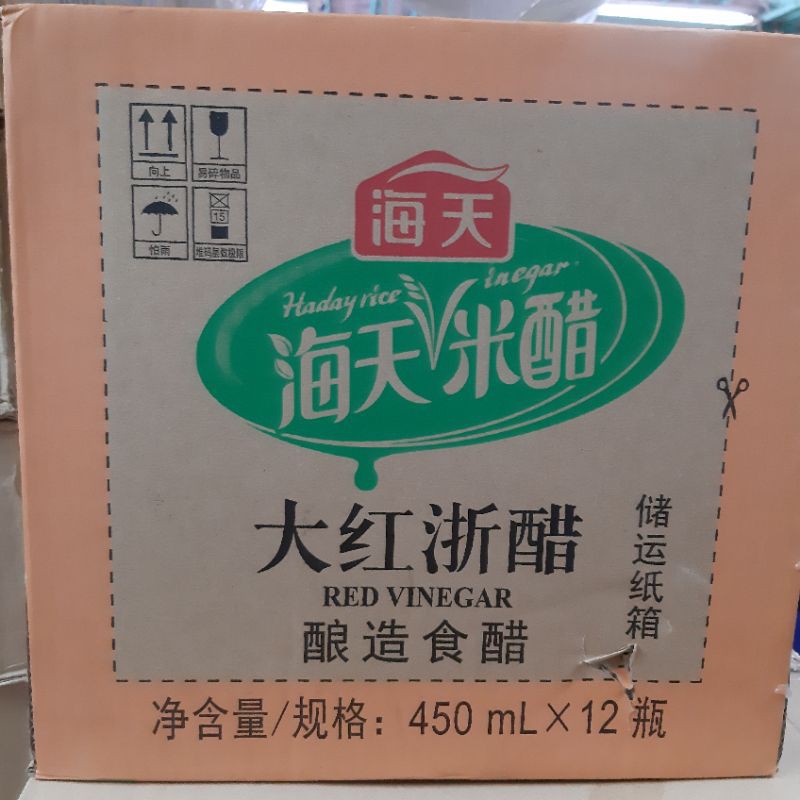 向上
易碎物品
怕雨
15
堆码层数极限
海天
Haday rice vinegar
海天米醋
大红浙醋
RED VINEGAR
酿造食醋
储运纸箱
净含量/规格：450 mL×12瓶